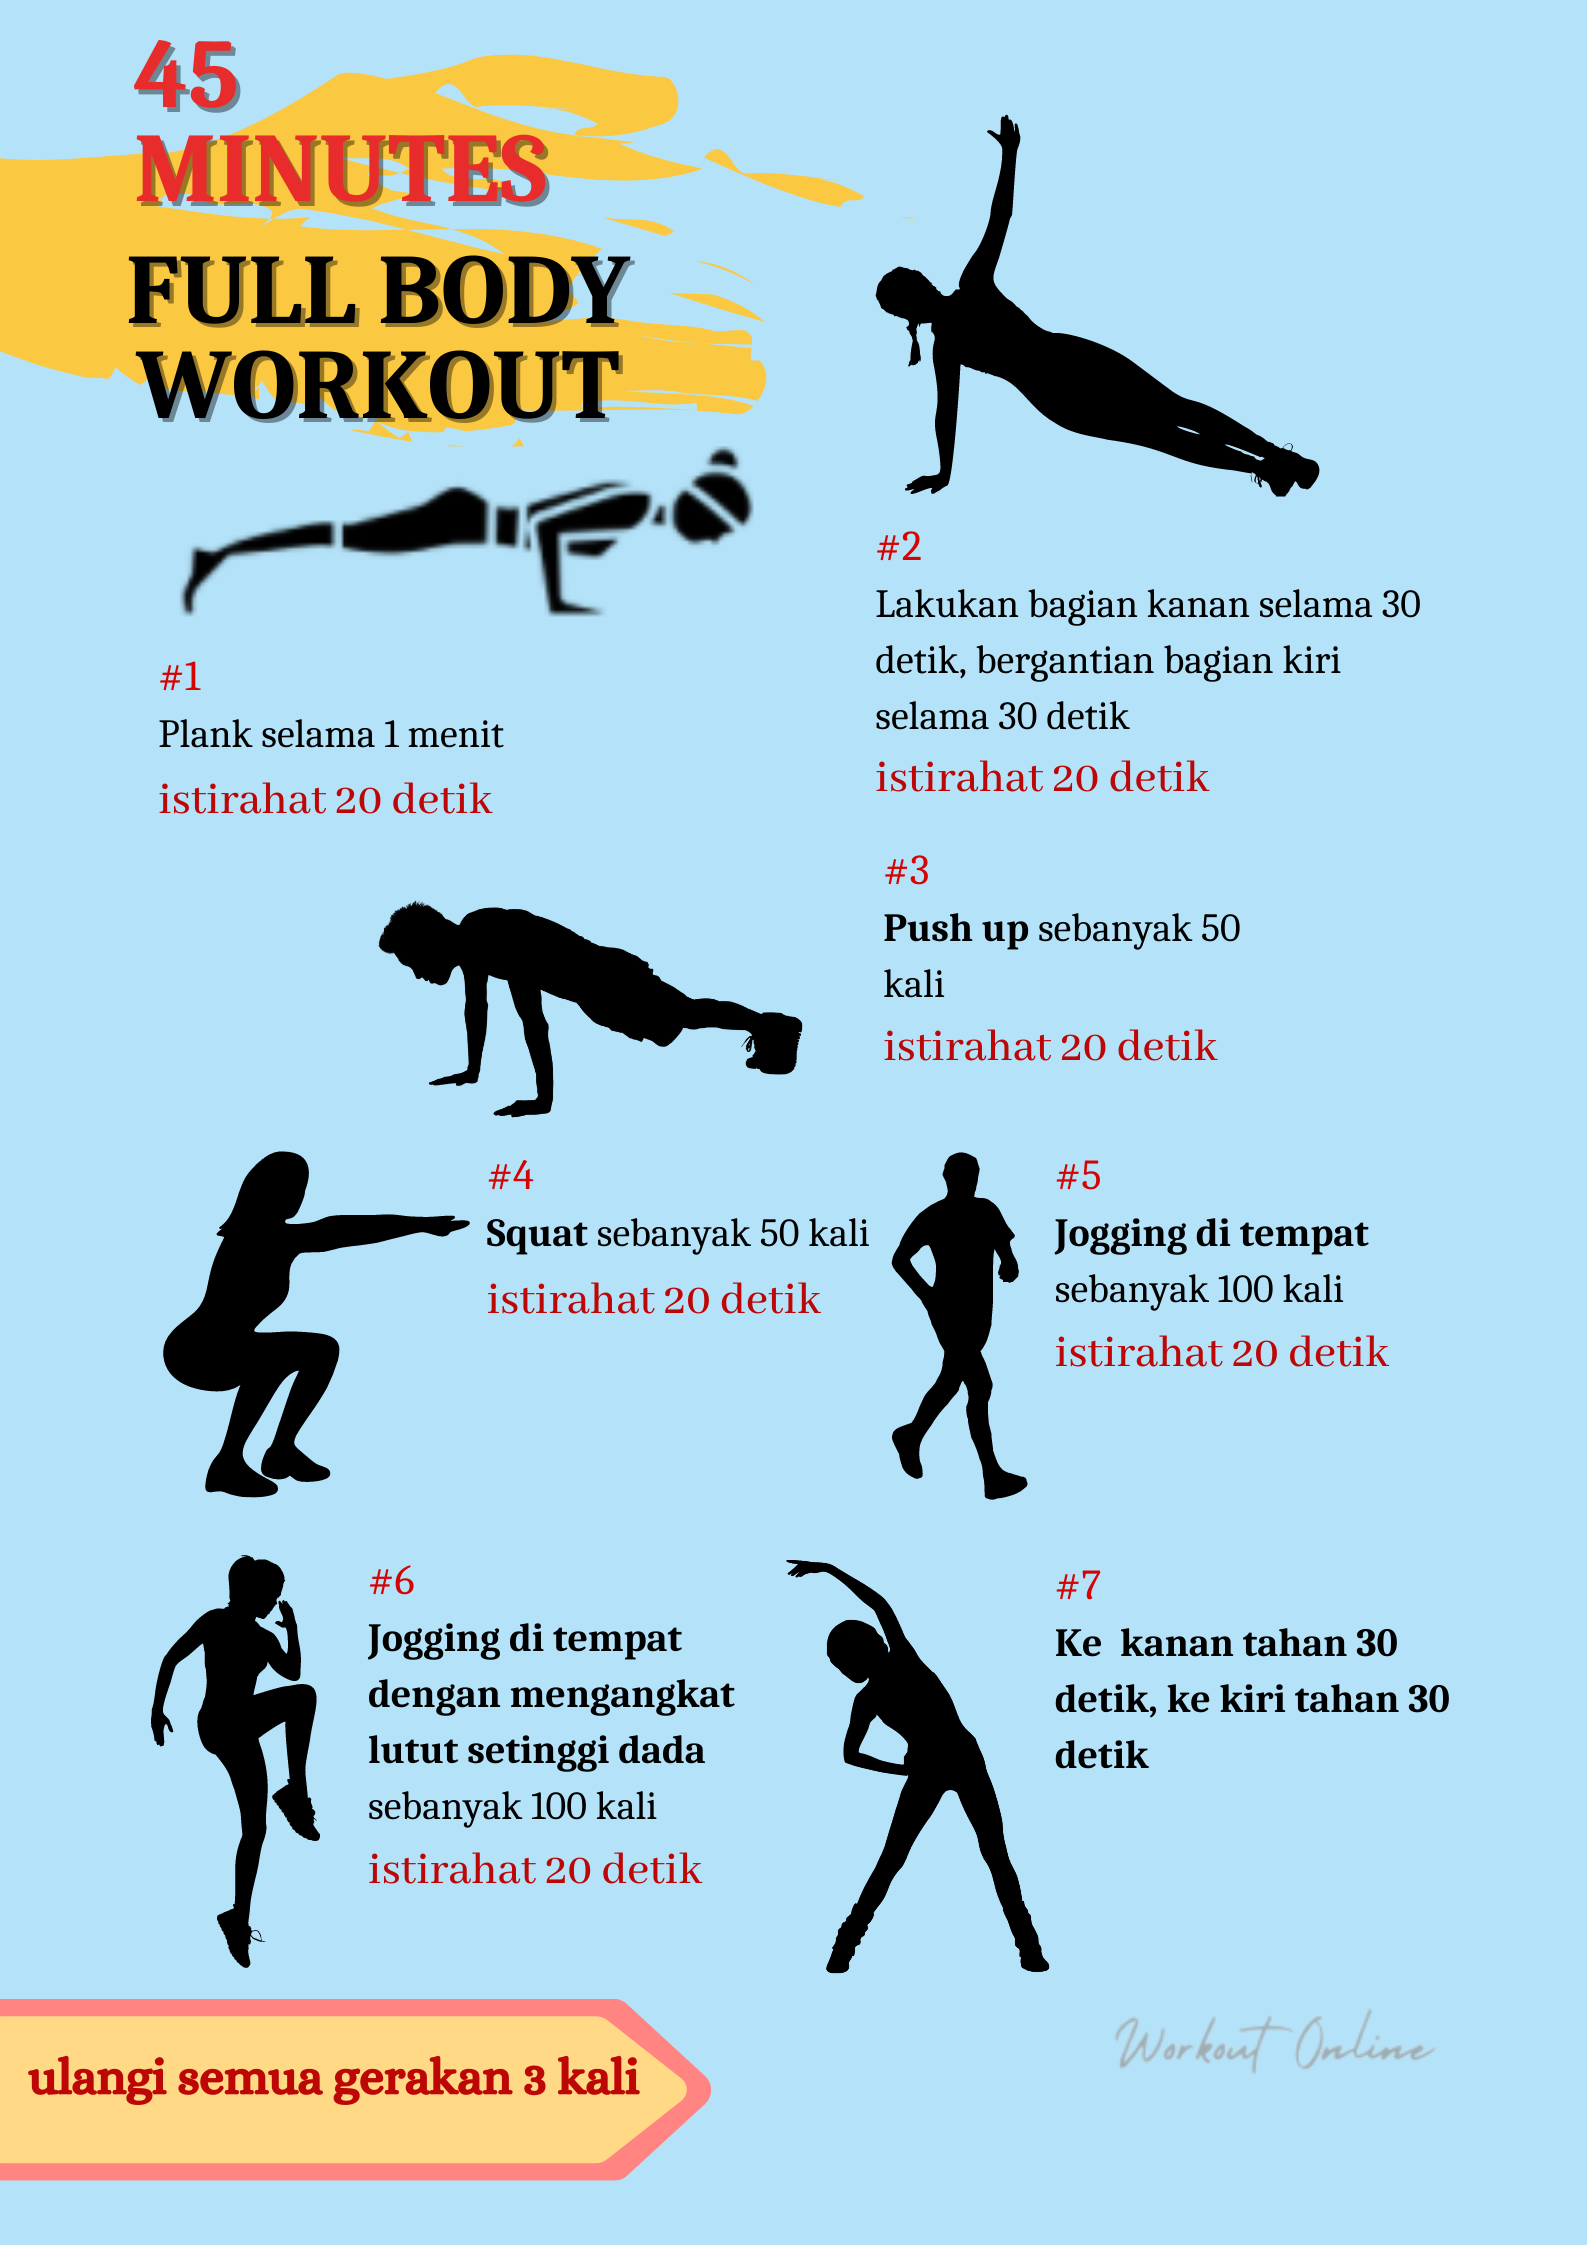 45
MINUTES
FULL BODY
WORKOUT
#1
Plank selama 1 menit
istirahat 20 detik
#2
Lakukan bagian kanan selama 30
detik, bergantian bagian kiri
selama 30 detik
istirahat 20 detik
#3
Push up sebanyak 50
kali
istirahat 20 detik
#4
Squat sebanyak 50 kali
istirahat 20 detik
#5
Jogging di tempat
sebanyak 100 kali
istirahat 20 detik
#6
Jogging di tempat
dengan mengangkat
lutut setinggi dada
sebanyak 100 kali
istirahat 20 detik
#7
Ke  kanan tahan 30
detik, ke kiri tahan 30
detik
ulangi semua gerakan 3 kali
Workout Online